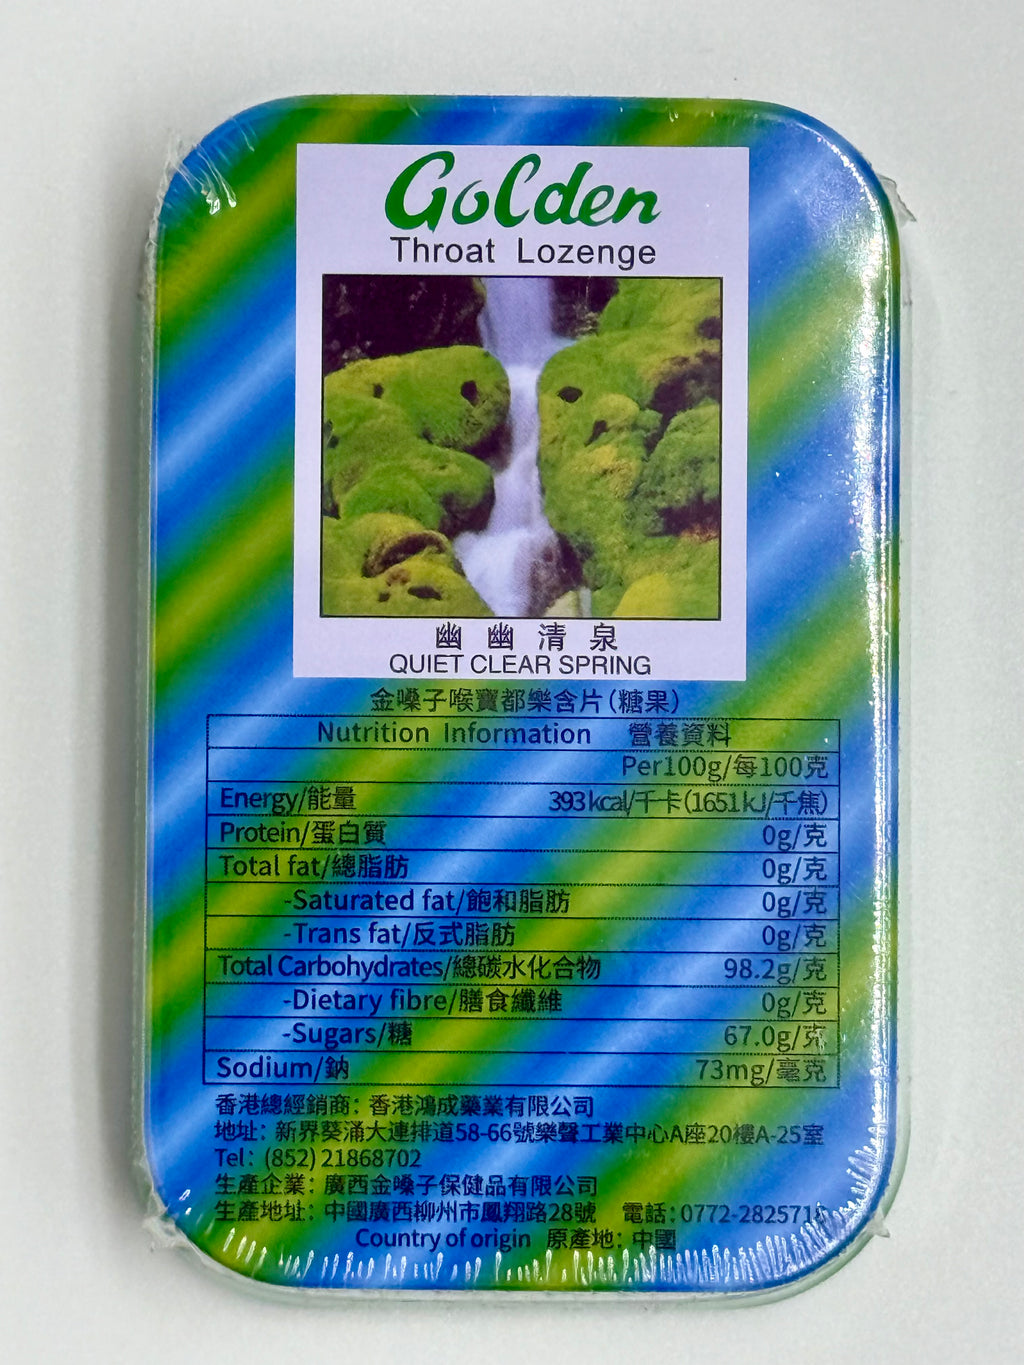 Golden
Throat Lozenge
幽幽清泉
QUIET CLEAR SPRING
金嗓子喉寶都樂含片(糖果)
Nutrition Information 營養資料
Per100g/每100克
Energy/能量 393kcal/千卡(1651kJ/千焦)
Protein/蛋白質 0g/克
Total fat/總脂肪 0g/克
-Saturated fat/飽和脂肪 0g/克
-Trans fat/反式脂肪 0g/克
Total Carbohydrates/總碳水化合物 98.2g/克
-Dietary fibre/膳食纖維 0g/克
-Sugars/糖 67.0g/克
Sodium/鈉 73mg/毫克
香港總經銷商：香港鴻成藥業有限公司
地址：新界葵涌大連排道58-66號樂聲工業中心A座20樓A-25室
Tel：(852) 21868702
生產企業：廣西金嗓子保健品有限公司
生產地址：中國廣西柳州市鳳翔路28號 電話：
Country of origin 原產地：中國